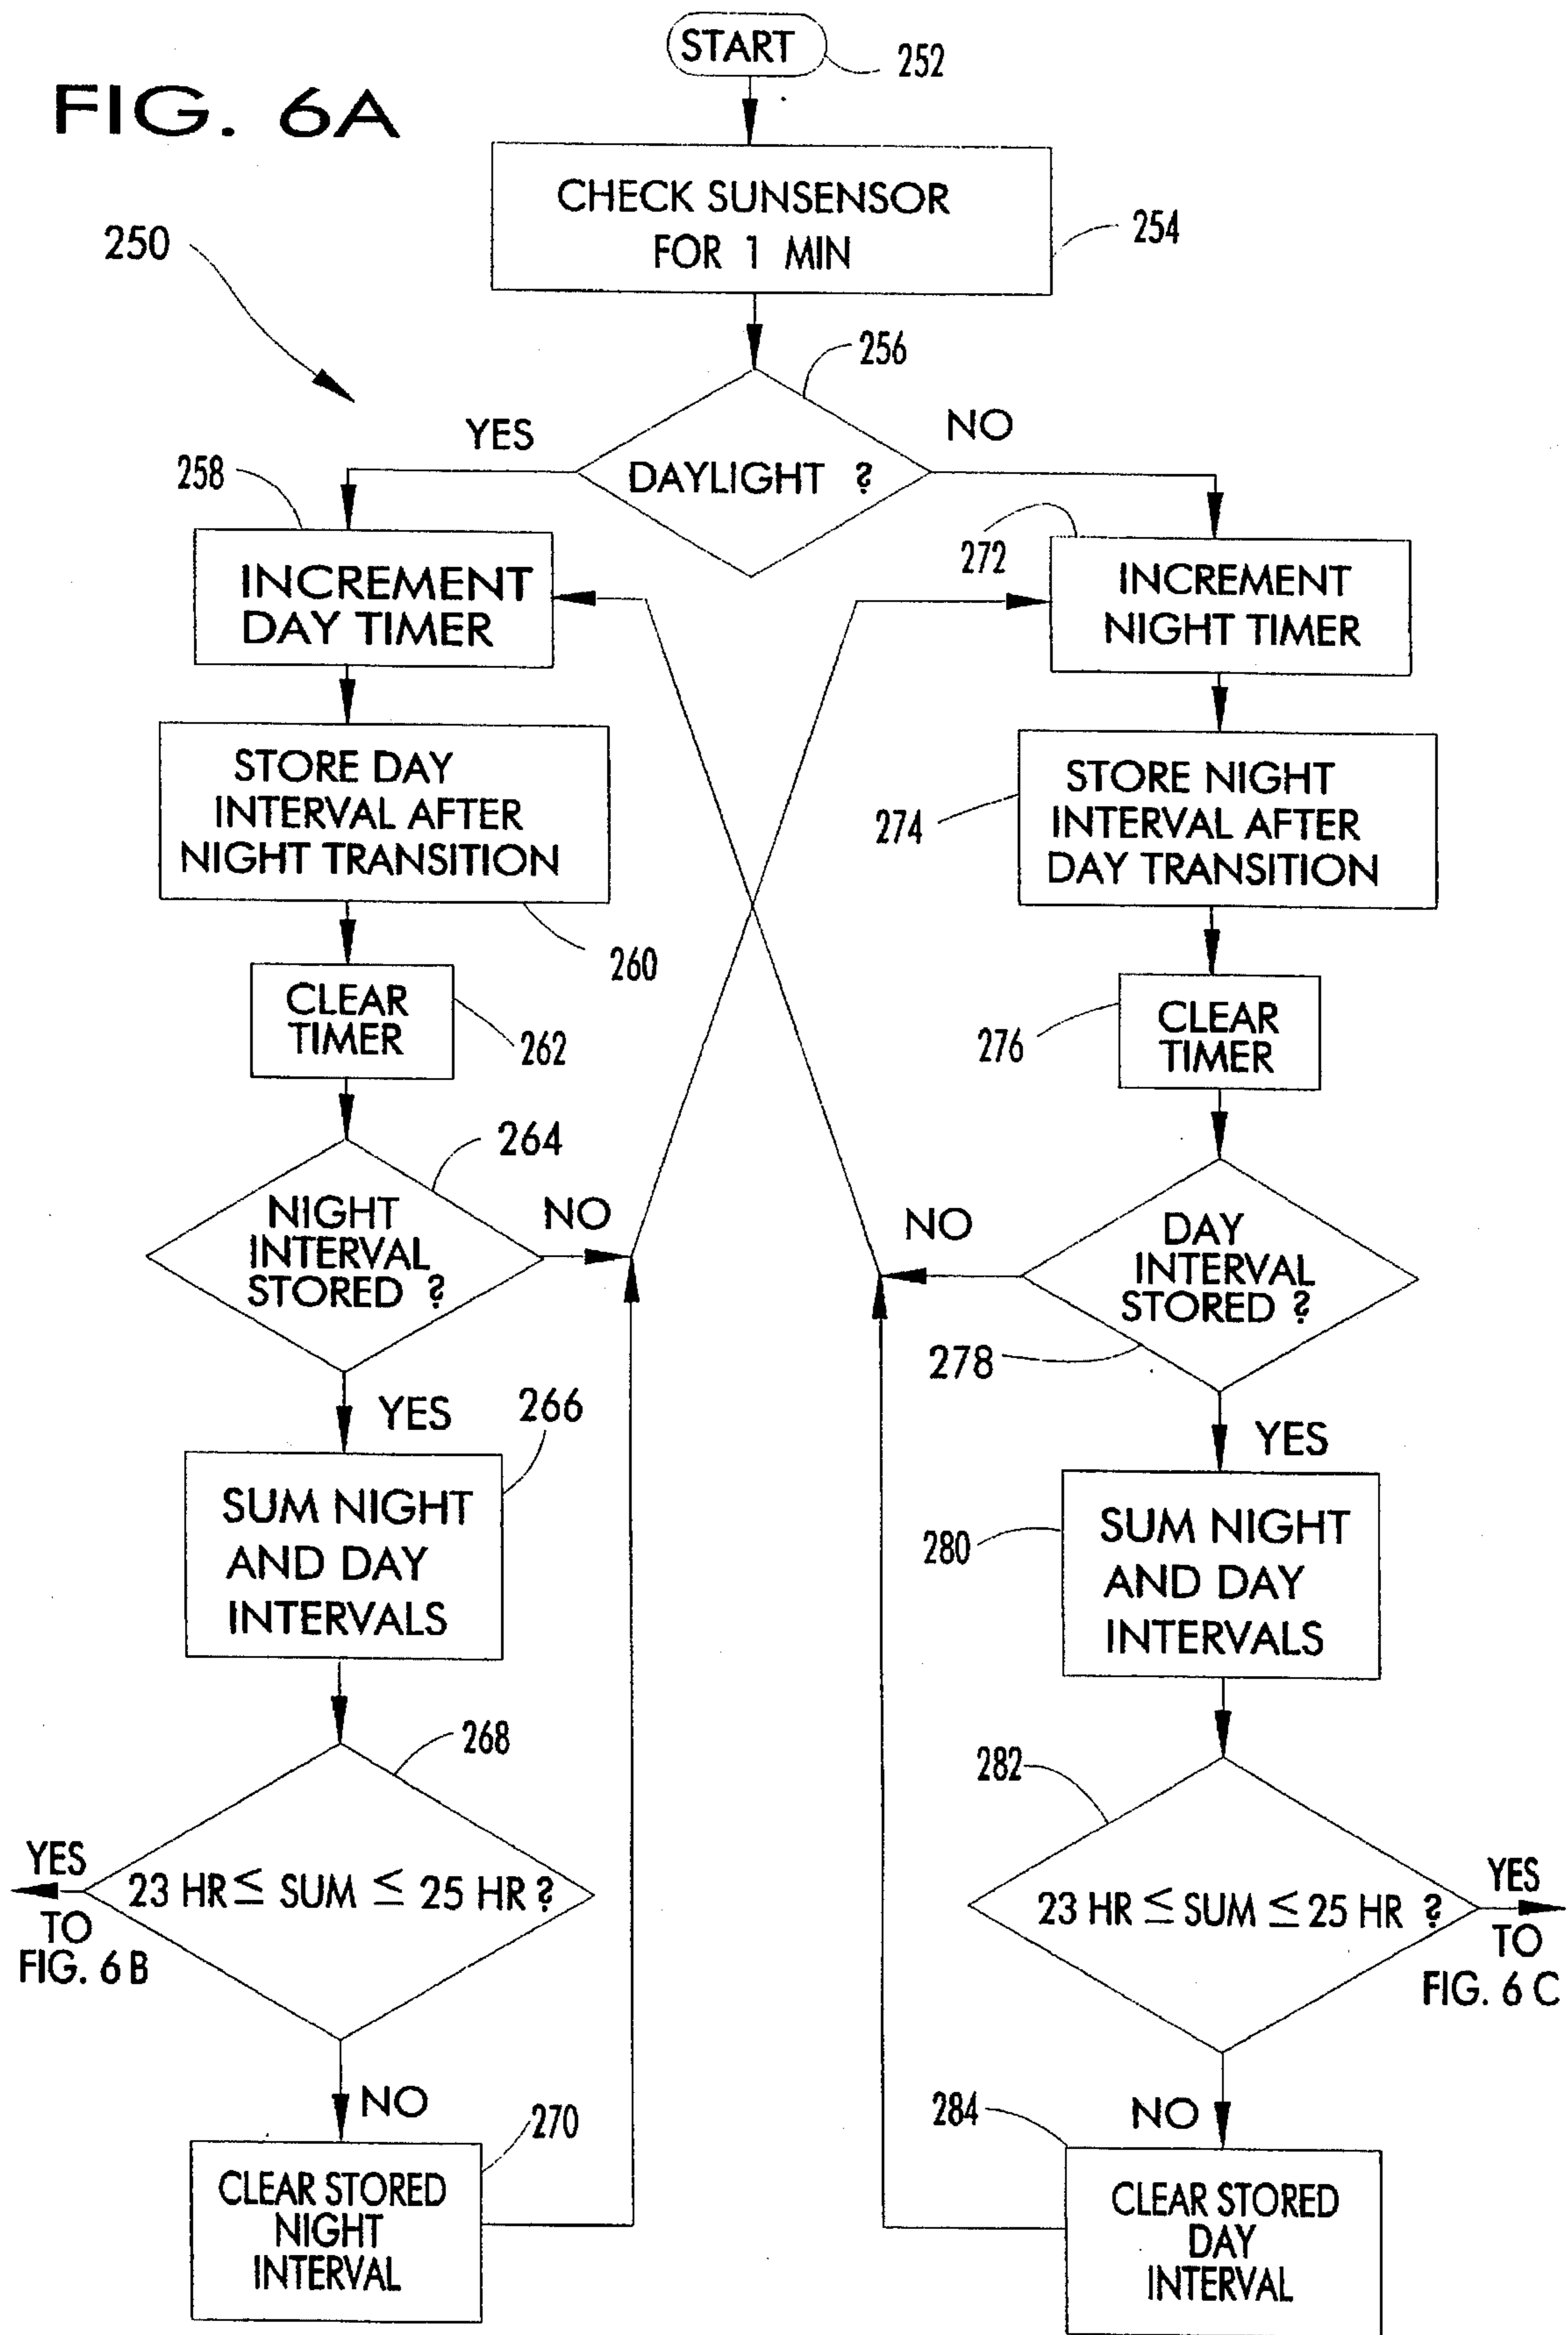 START
252
FIG. 6A
CHECK SUNSENSOR
FOR 1 MIN
254
250
256
YES
NO
DAYLIGHT ?
258
INCREMENT
DAY TIMER
272
INCREMENT
NIGHT TIMER
STORE DAY
INTERVAL AFTER
NIGHT TRANSITION
260
STORE NIGHT
INTERVAL AFTER
DAY TRANSITION
274
CLEAR
TIMER
262
CLEAR
TIMER
276
264
NIGHT
INTERVAL
STORED ?
NO
NO
DAY
INTERVAL
STORED ?
278
YES
266
YES
SUM NIGHT
AND DAY
INTERVALS
280
SUM NIGHT
AND DAY
INTERVALS
268
282
YES
TO
FIG. 6B
23 HR ≤ SUM ≤ 25 HR ?
23 HR ≤ SUM ≤ 25 HR ?
YES
TO
FIG. 6C
NO
270
NO
284
CLEAR STORED
NIGHT
INTERVAL
CLEAR STORED
DAY
INTERVAL